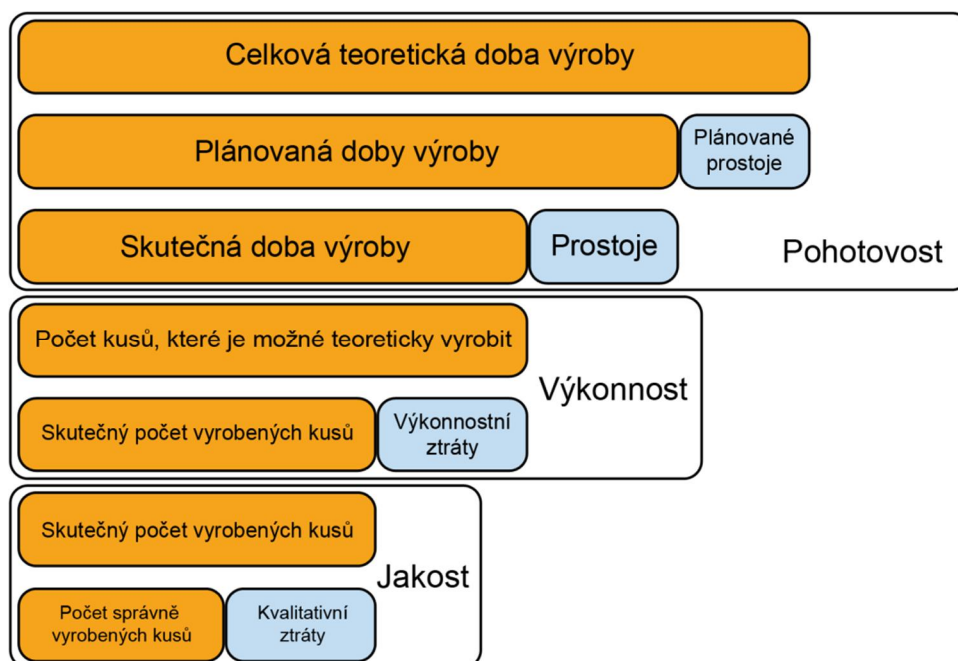 Celková teoretická doba výroby
Plánovaná doby výroby
Plánované
prostoje
Skutečná doba výroby
Prostoje
Pohotovost
Počet kusů, které je možné teoreticky vyrobit
Výkonnost
Skutečný počet vyrobených kusů
Výkonnostní
ztráty
Skutečný počet vyrobených kusů
Jakost
Počet správně
vyrobených kusů
Kvalitativní
ztráty